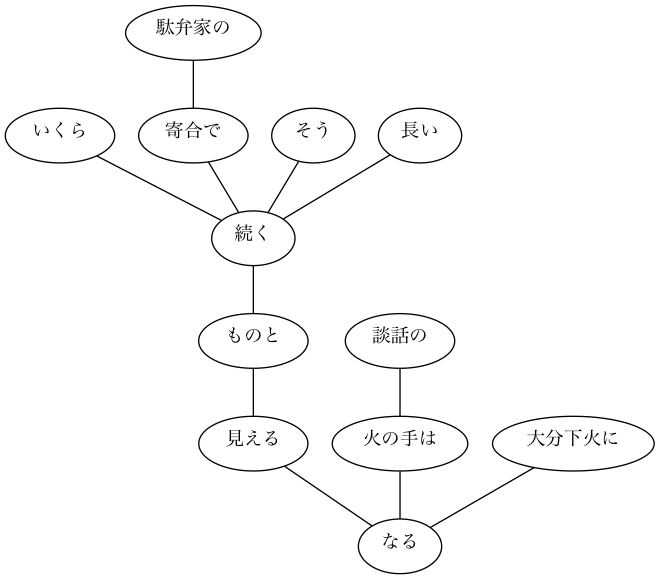 駄弁家の
いくら
寄合で
そう
長い
続く
ものと
談話の
見える
火の手は
大分下火に
なる